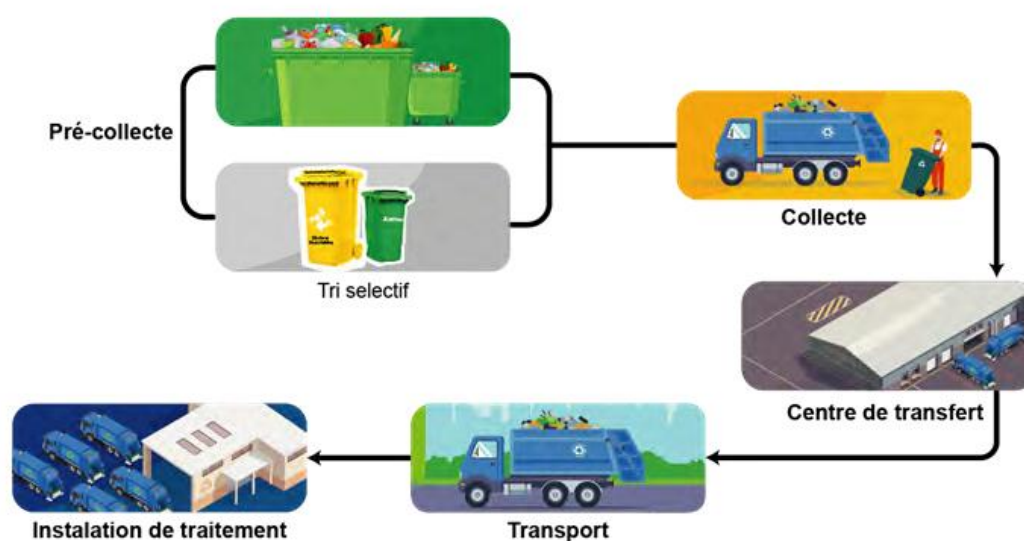 Pré-collecte
Tri selectif
Collecte
Centre de transfert
Transport
Instalation de traitement